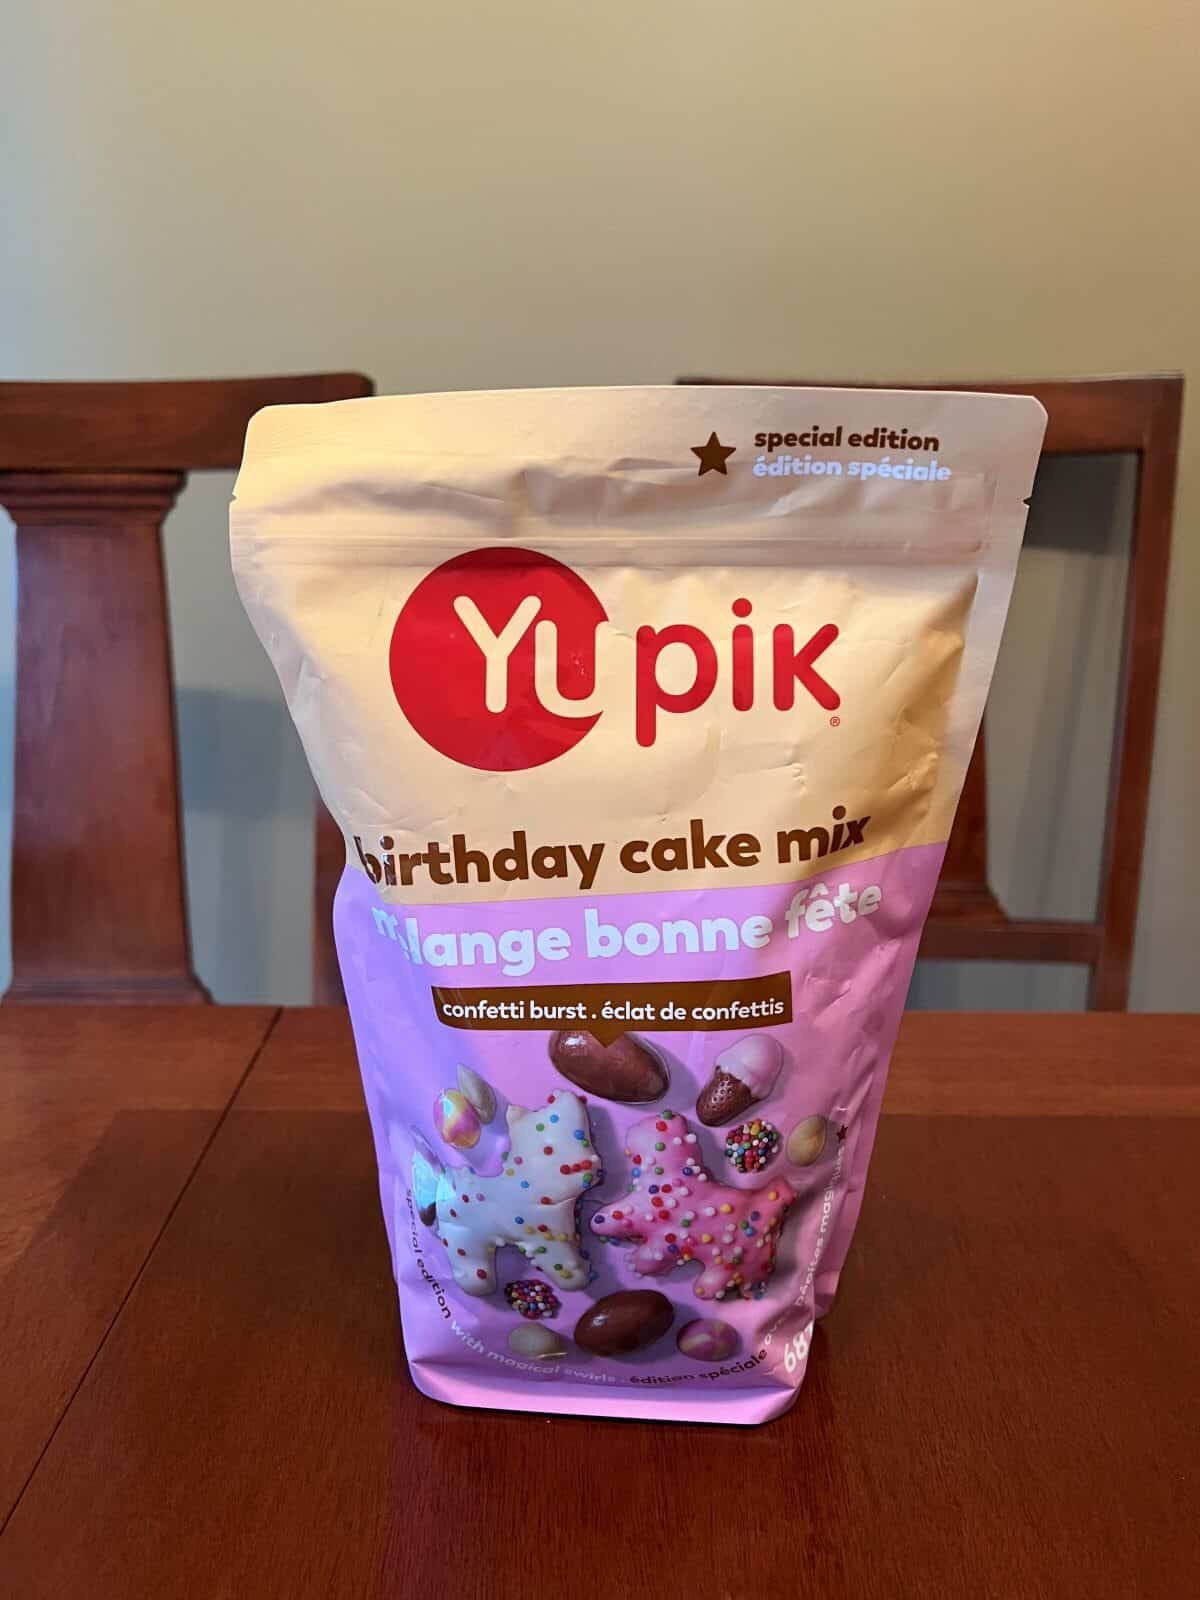 special edition
édition spéciale
Yupik®
birthday cake mix
mélange bonne fête
confetti burst . éclat de confettis
special edition with magical swirls . édition spéciale